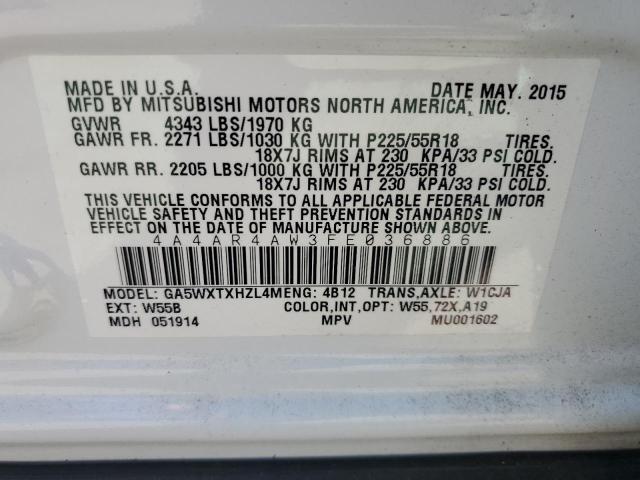 MADE IN U.S.A. DATE MAY. 2015
MFD BY MITSUBISHI MOTORS NORTH AMERICA, INC.
GVWR 4343 LBS/1970 KG
GAWR FR. 2271 LBS/1030 KG WITH P225/55R18 TIRES.
18X7J RIMS AT 230 KPA/33 PSI COLD.
GAWR RR. 2205 LBS/1000 KG WITH P225/55R18 TIRES.
18X7J RIMS AT 230 KPA/33 PSI COLD.
THIS VEHICLE CONFORMS TO ALL APPLICABLE FEDERAL MOTOR
VEHICLE SAFETY AND THEFT PREVENTION STANDARDS IN
EFFECT ON THE DATE OF MANUFACTURE SHOWN ABOVE.
4A4AR4AW3FE036886
MODEL: GA5WXTXHZL4MENG: 4B12 TRANS,AXLE: W1CJA
EXT: W55B COLOR,INT,OPT: W55,72X,A19
MDH 051914 MPV MU001602